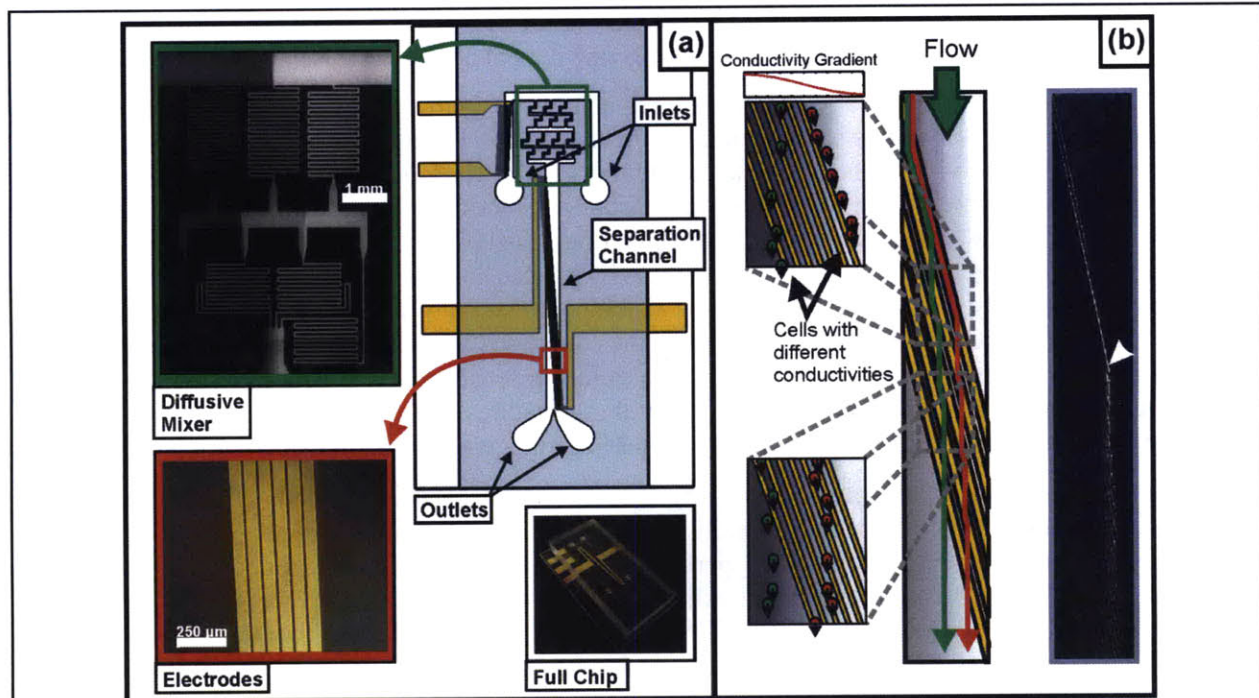 (a)
Inlets
1 mm
Separation
Channel
Diffusive
Mixer
Outlets
250 µm
Electrodes
Full Chip
(b)
Flow
Conductivity Gradient
Cells with
different
conductivities